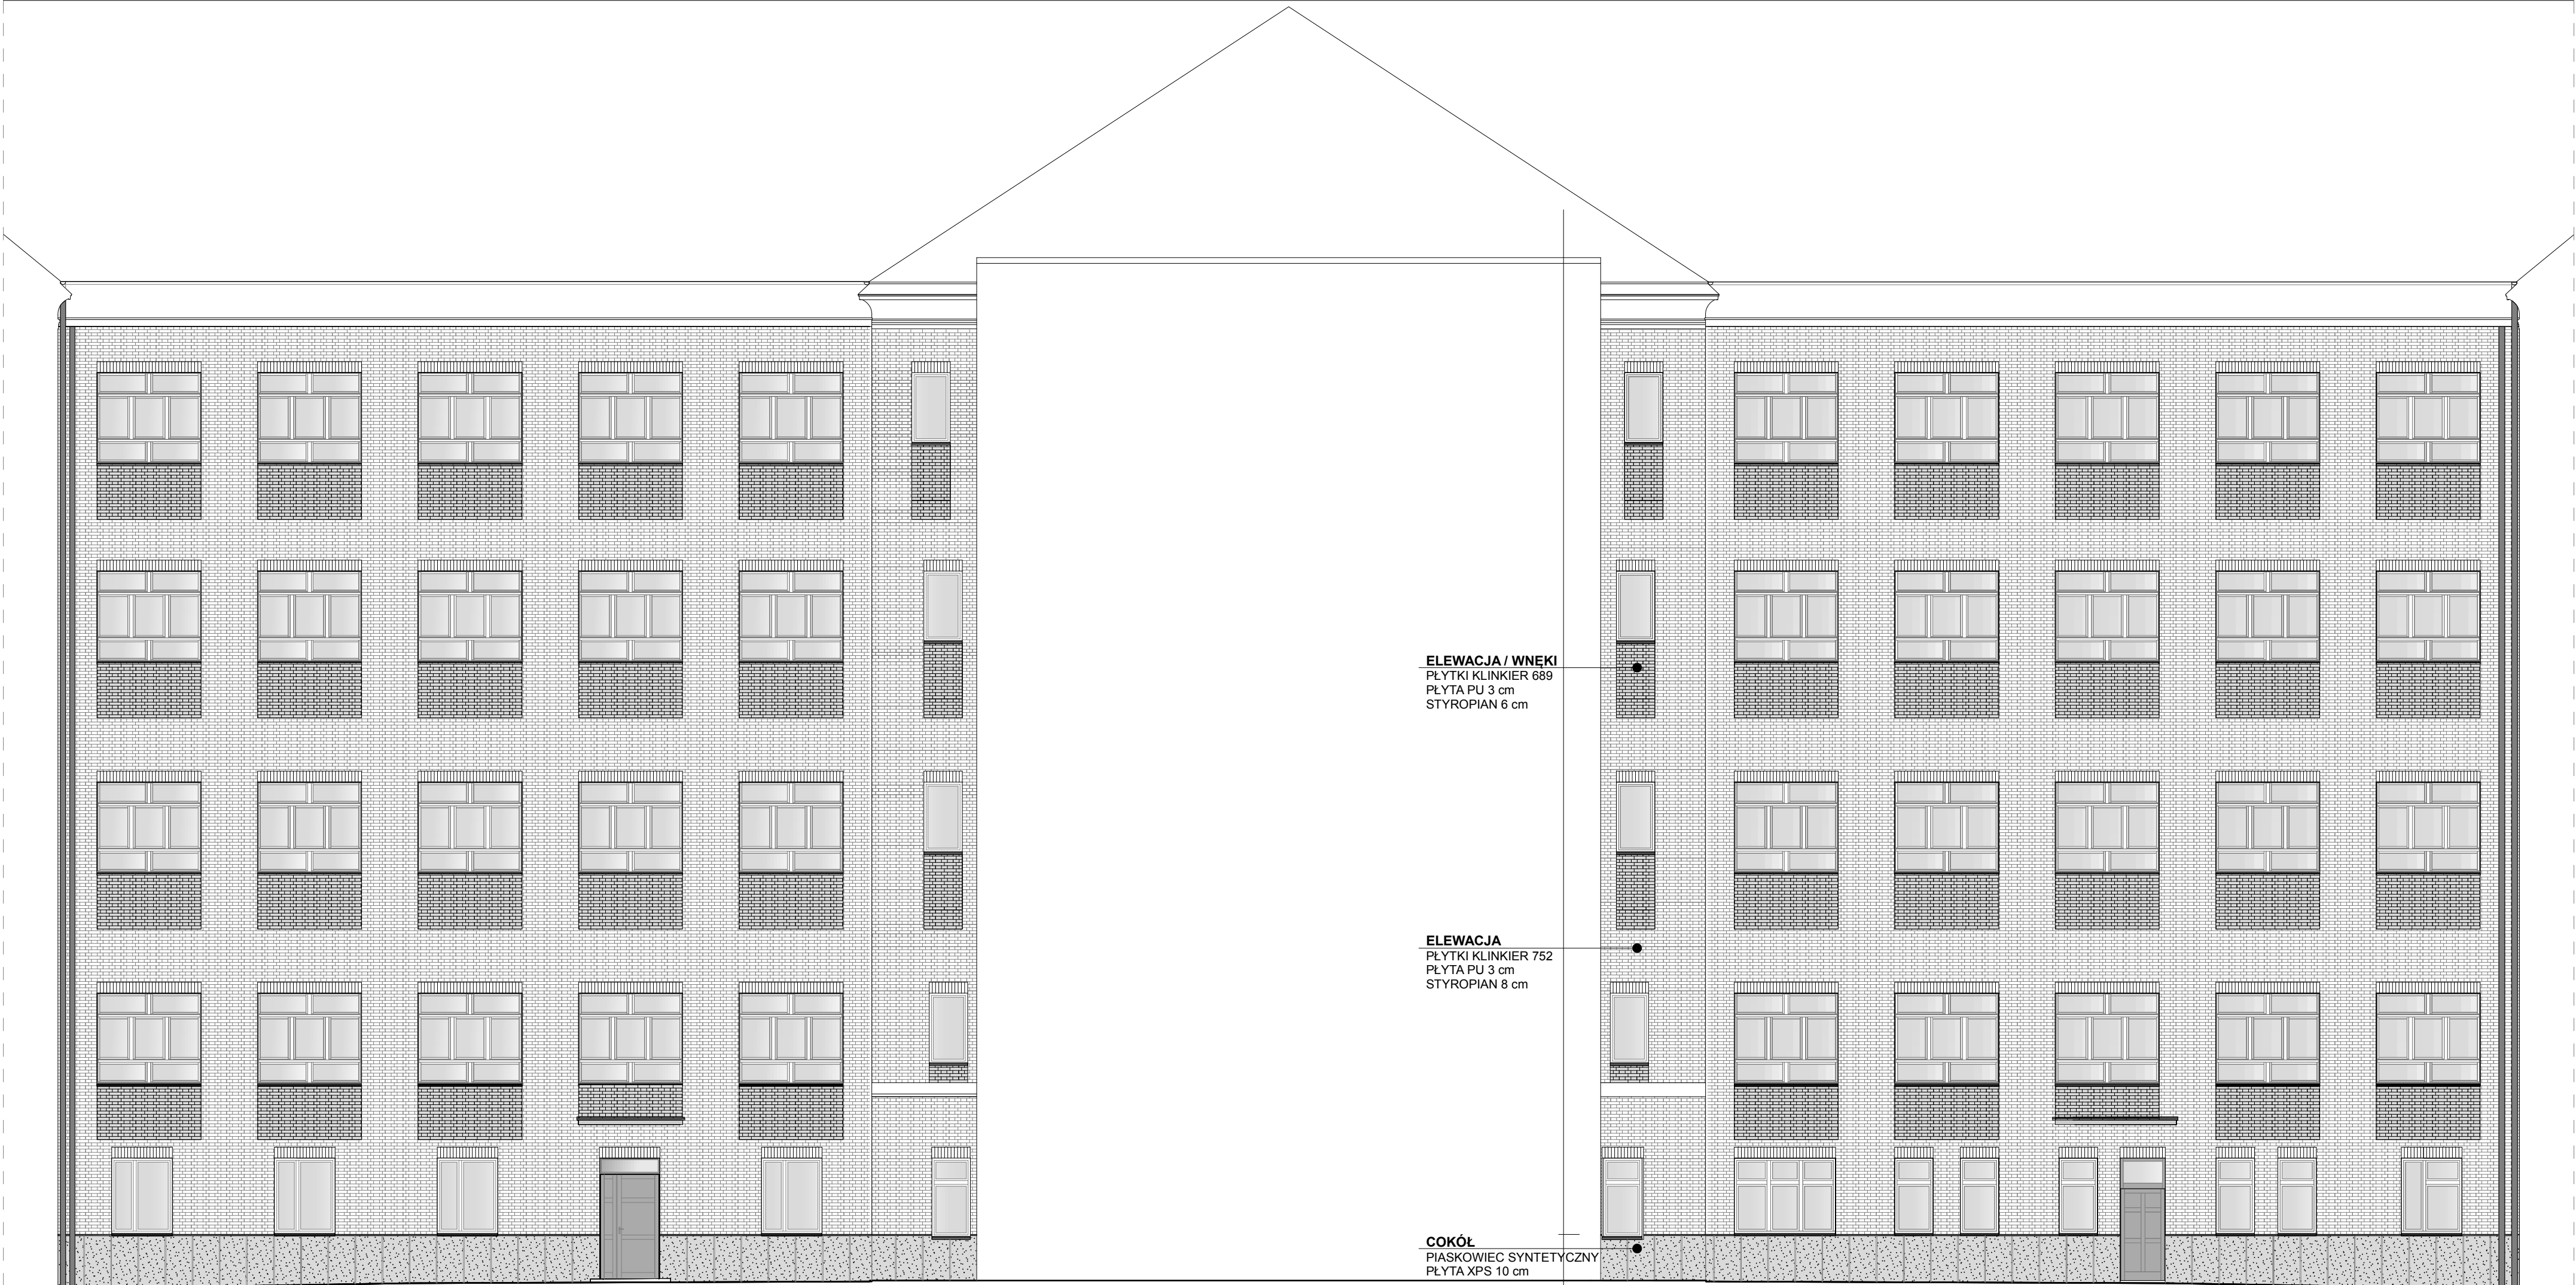 ELEWACJA / WNĘKI
PŁYTKI KLINKIER 689
PŁYTA PU 3 cm
STYROPIAN 6 cm
ELEWACJA
PŁYTKI KLINKIER 752
PŁYTA PU 3 cm
STYROPIAN 8 cm
COKÓŁ
PIASKOWIEC SYNTETYCZNY
PŁYTA XPS 10 cm